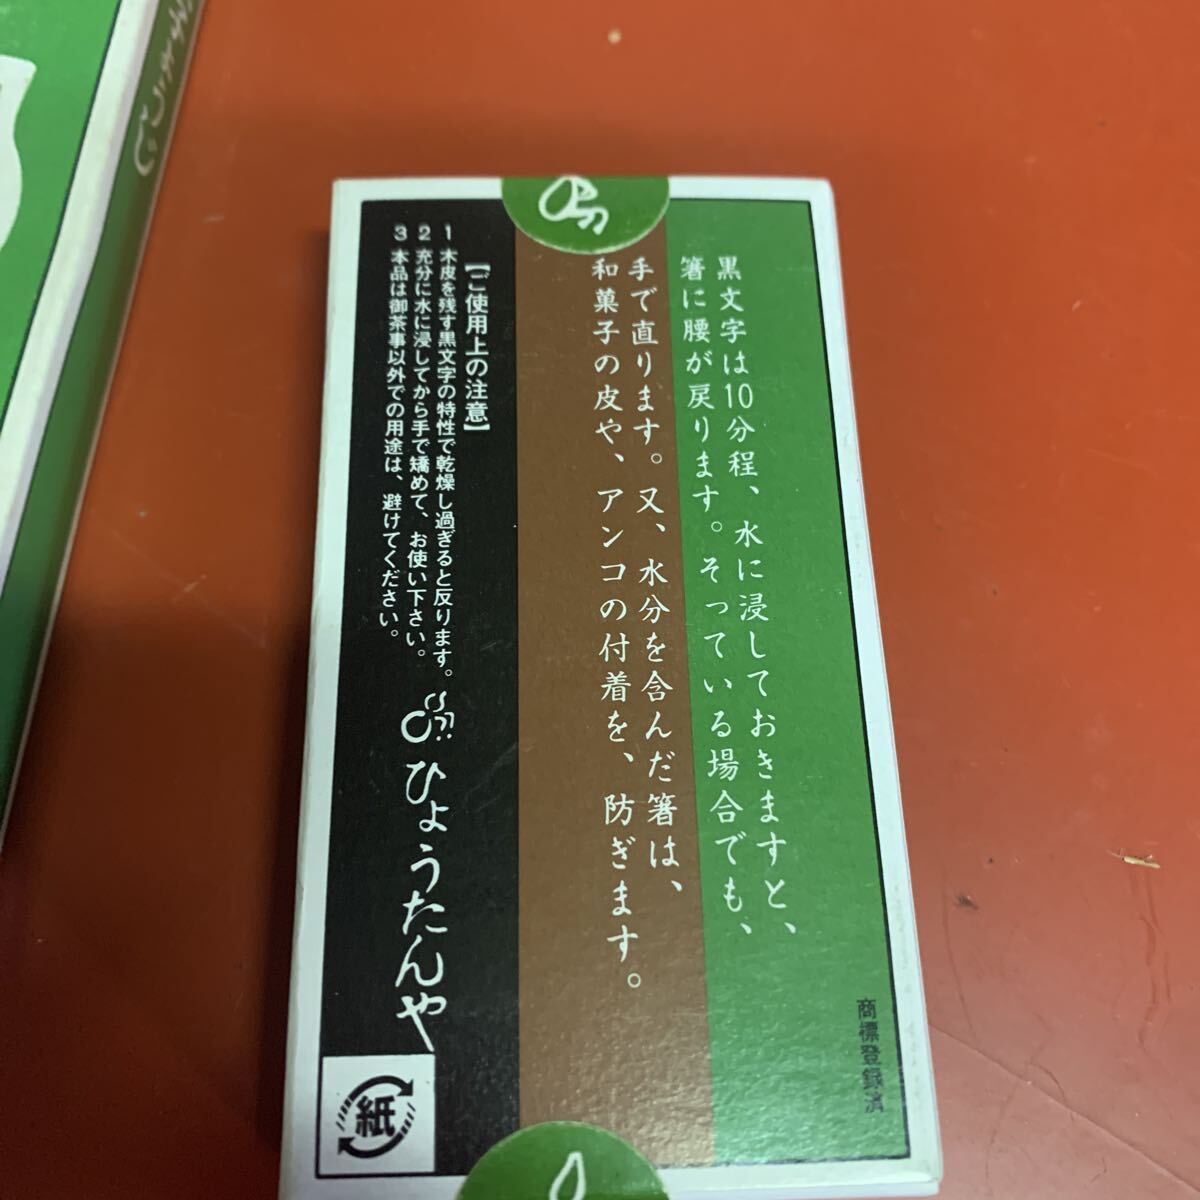 黒文字は10分程、水に浸しておきますと、
箸に腰が戻ります。そっている場合でも、
手で直ります。又、水分を含んだ箸は、
和菓子の皮や、アンコの付着を、防ぎます。
【ご使用上の注意】
1 木皮を残す黒文字の特性で乾燥し過ぎると反ります。
2 充分に水に浸してから手で矯めて、お使い下さい。
3 本品は御茶事以外での用途は、避けてください。
ひょうたんや
商標登録済
紙